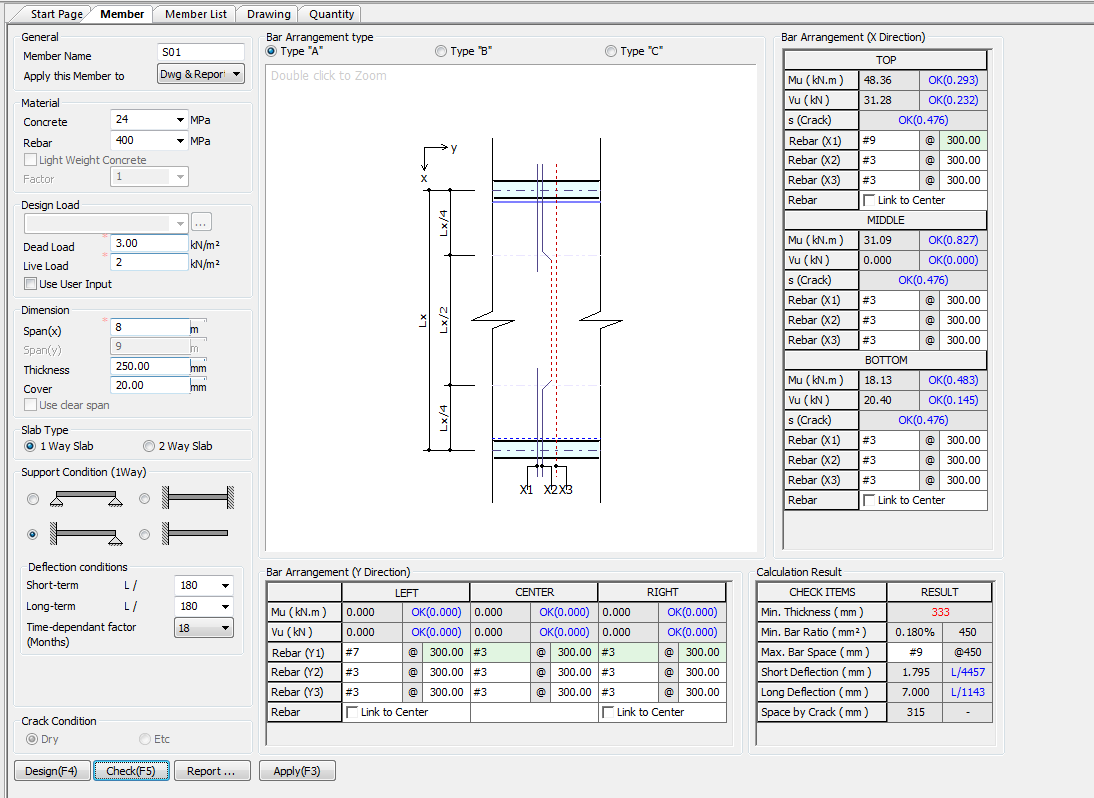 Start Page Member Member List Drawing Quantity
General
Member Name S01
Apply this Member to Dwg & Repor
Material
Concrete 24 MPa
Rebar 400 MPa
Light Weight Concrete
Factor 1
Design Load
...
Dead Load * 3.00 kN/m²
Live Load * 2 kN/m²
Use User Input
Dimension
Span(x) * 8 m
Span(y) 9 m
Thickness 250.00 mm
Cover 20.00 mm
Use clear span
Slab Type
1 Way Slab 2 Way Slab
Support Condition (1Way)
Deflection conditions
Short-term L / 180
Long-term L / 180
Time-dependant factor 18
(Months)
Crack Condition
Dry Etc
Design(F4) Check(F5) Report ... Apply(F3)
Bar Arrangement type
Type "A" Type "B" Type "C"
Double click to Zoom
y
x
Lx/4
Lx
Lx/2
Lx/4
X1 X2 X3
Bar Arrangement (X Direction)
TOP
Mu ( kN.m ) 48.36 OK(0.293)
Vu ( kN ) 31.28 OK(0.232)
s (Crack) OK(0.476)
Rebar (X1) #9 @ 300.00
Rebar (X2) #3 @ 300.00
Rebar (X3) #3 @ 300.00
Rebar Link to Center
MIDDLE
Mu ( kN.m ) 31.09 OK(0.827)
Vu ( kN ) 0.000 OK(0.000)
s (Crack) OK(0.476)
Rebar (X1) #3 @ 300.00
Rebar (X2) #3 @ 300.00
Rebar (X3) #3 @ 300.00
BOTTOM
Mu ( kN.m ) 18.13 OK(0.483)
Vu ( kN ) 20.40 OK(0.145)
s (Crack) OK(0.476)
Rebar (X1) #3 @ 300.00
Rebar (X2) #3 @ 300.00
Rebar (X3) #3 @ 300.00
Rebar Link to Center
Bar Arrangement (Y Direction)
LEFT CENTER RIGHT
Mu ( kN.m ) 0.000 OK(0.000) 0.000 OK(0.000) 0.000 OK(0.000)
Vu ( kN ) 0.000 OK(0.000) 0.000 OK(0.000) 0.000 OK(0.000)
Rebar (Y1) #7 @ 300.00 #3 @ 300.00 #3 @ 300.00
Rebar (Y2) #3 @ 300.00 #3 @ 300.00 #3 @ 300.00
Rebar (Y3) #3 @ 300.00 #3 @ 300.00 #3 @ 300.00
Rebar Link to Center Link to Center
Calculation Result
CHECK ITEMS RESULT
Min. Thickness ( mm ) 333
Min. Bar Ratio ( mm² ) 0.180% 450
Max. Bar Space ( mm ) #9 @450
Short Deflection ( mm ) 1.795 L/4457
Long Deflection ( mm ) 7.000 L/1143
Space by Crack ( mm ) 315 -